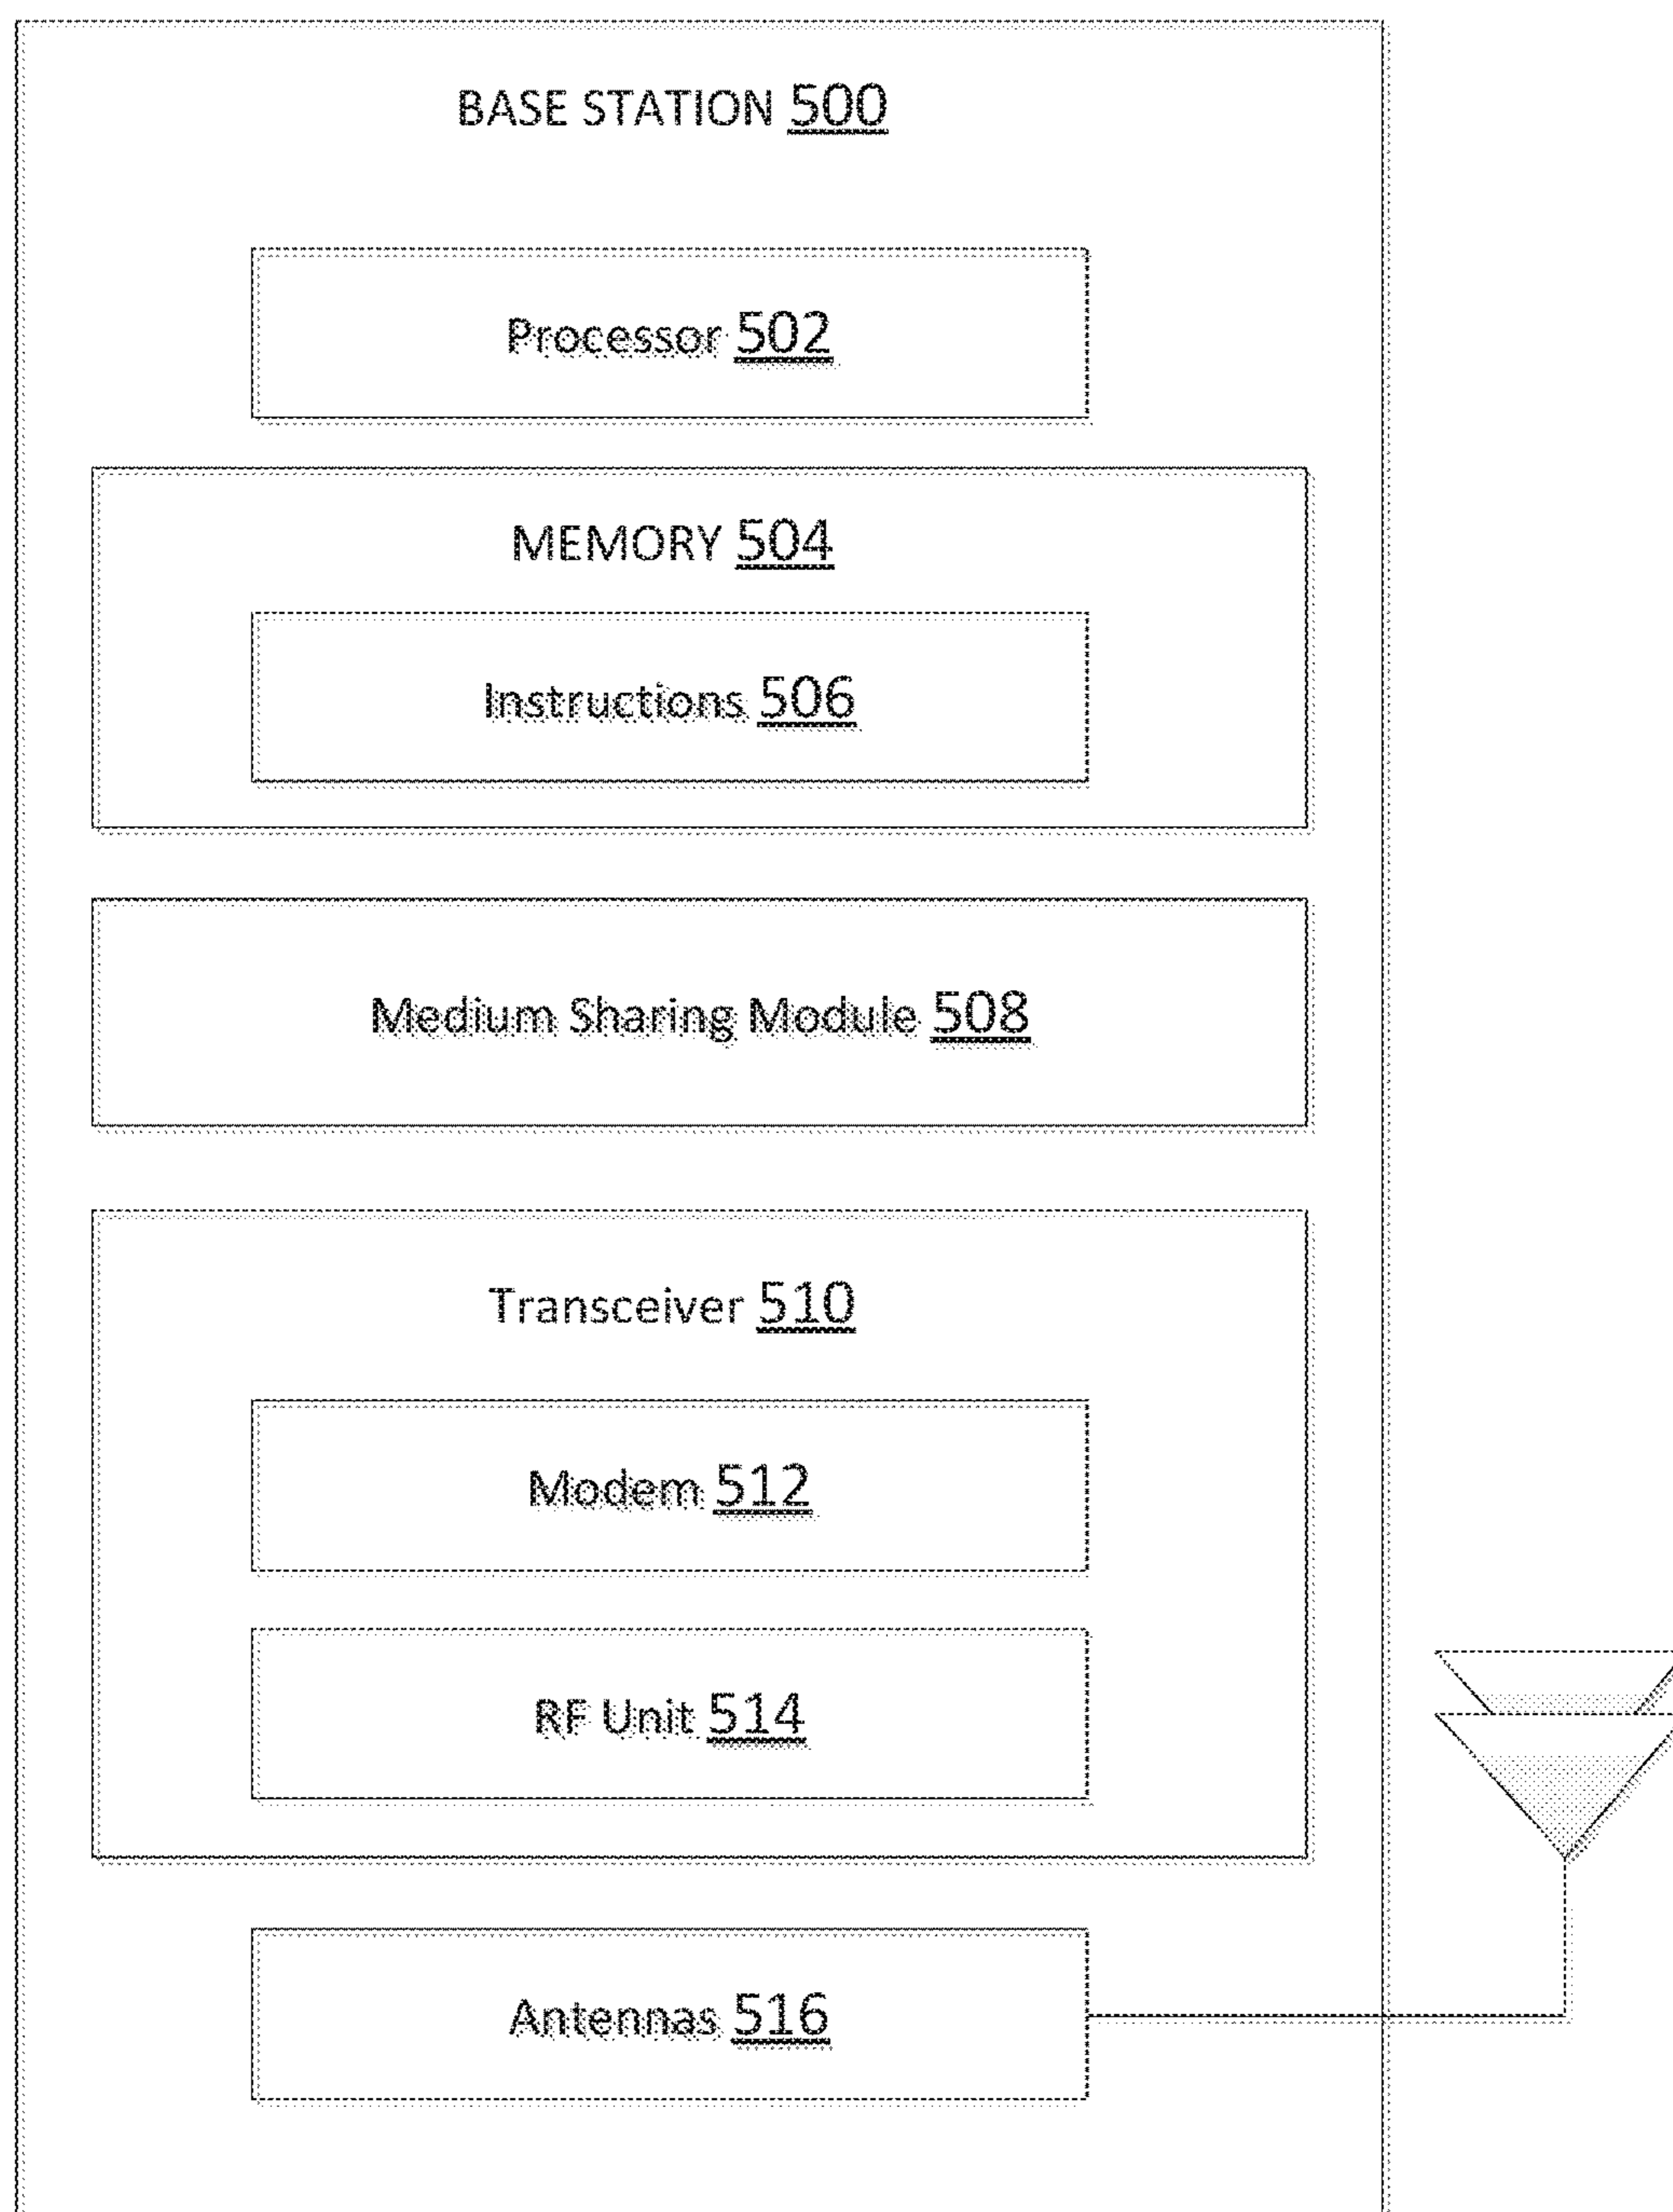 BASE STATION 500
Processor 502
MEMORY 504
Instructions 506
Medium Sharing Module 508
Transceiver 510
Modem 512
RF Unit 514
Antennas 516